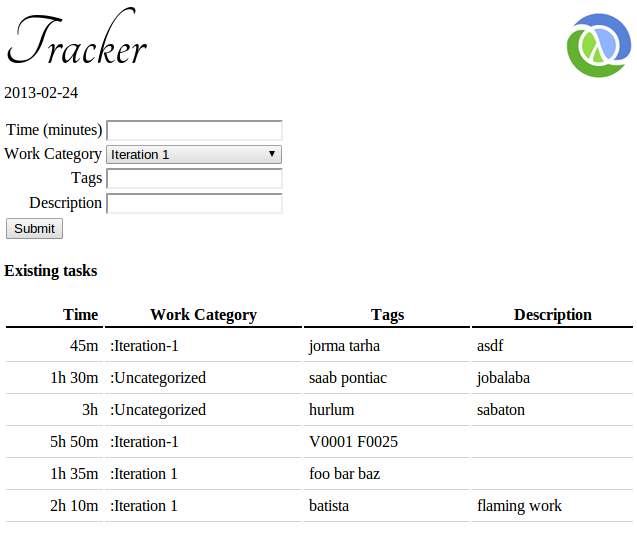 Tracker
2013-02-24
Time (minutes)
Work Category Iteration 1
Tags
Description
Submit
Existing tasks
Time Work Category Tags Description
45m :Iteration-1 jorma tarha asdf
1h 30m :Uncategorized saab pontiac jobalaba
3h :Uncategorized hurlum sabaton
5h 50m :Iteration-1 V0001 F0025
1h 35m :Iteration 1 foo bar baz
2h 10m :Iteration 1 batista flaming work